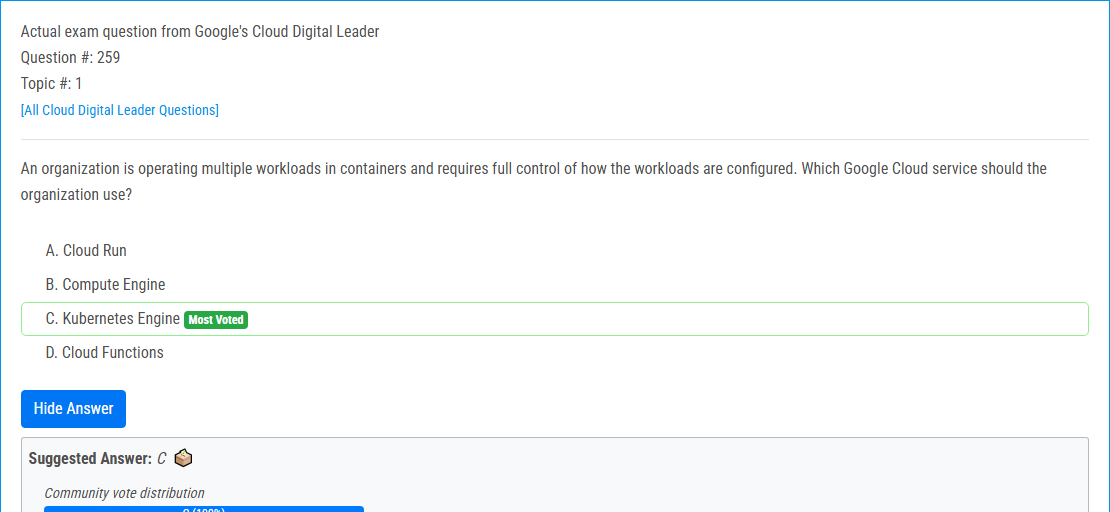 Actual exam question from Google's Cloud Digital Leader
Question #: 259
Topic #: 1
[All Cloud Digital Leader Questions]
An organization is operating multiple workloads in containers and requires full control of how the workloads are configured. Which Google Cloud service should the
organization use?
A. Cloud Run
B. Compute Engine
C. Kubernetes Engine Most Voted
D. Cloud Functions
Hide Answer
Suggested Answer: C
Community vote distribution